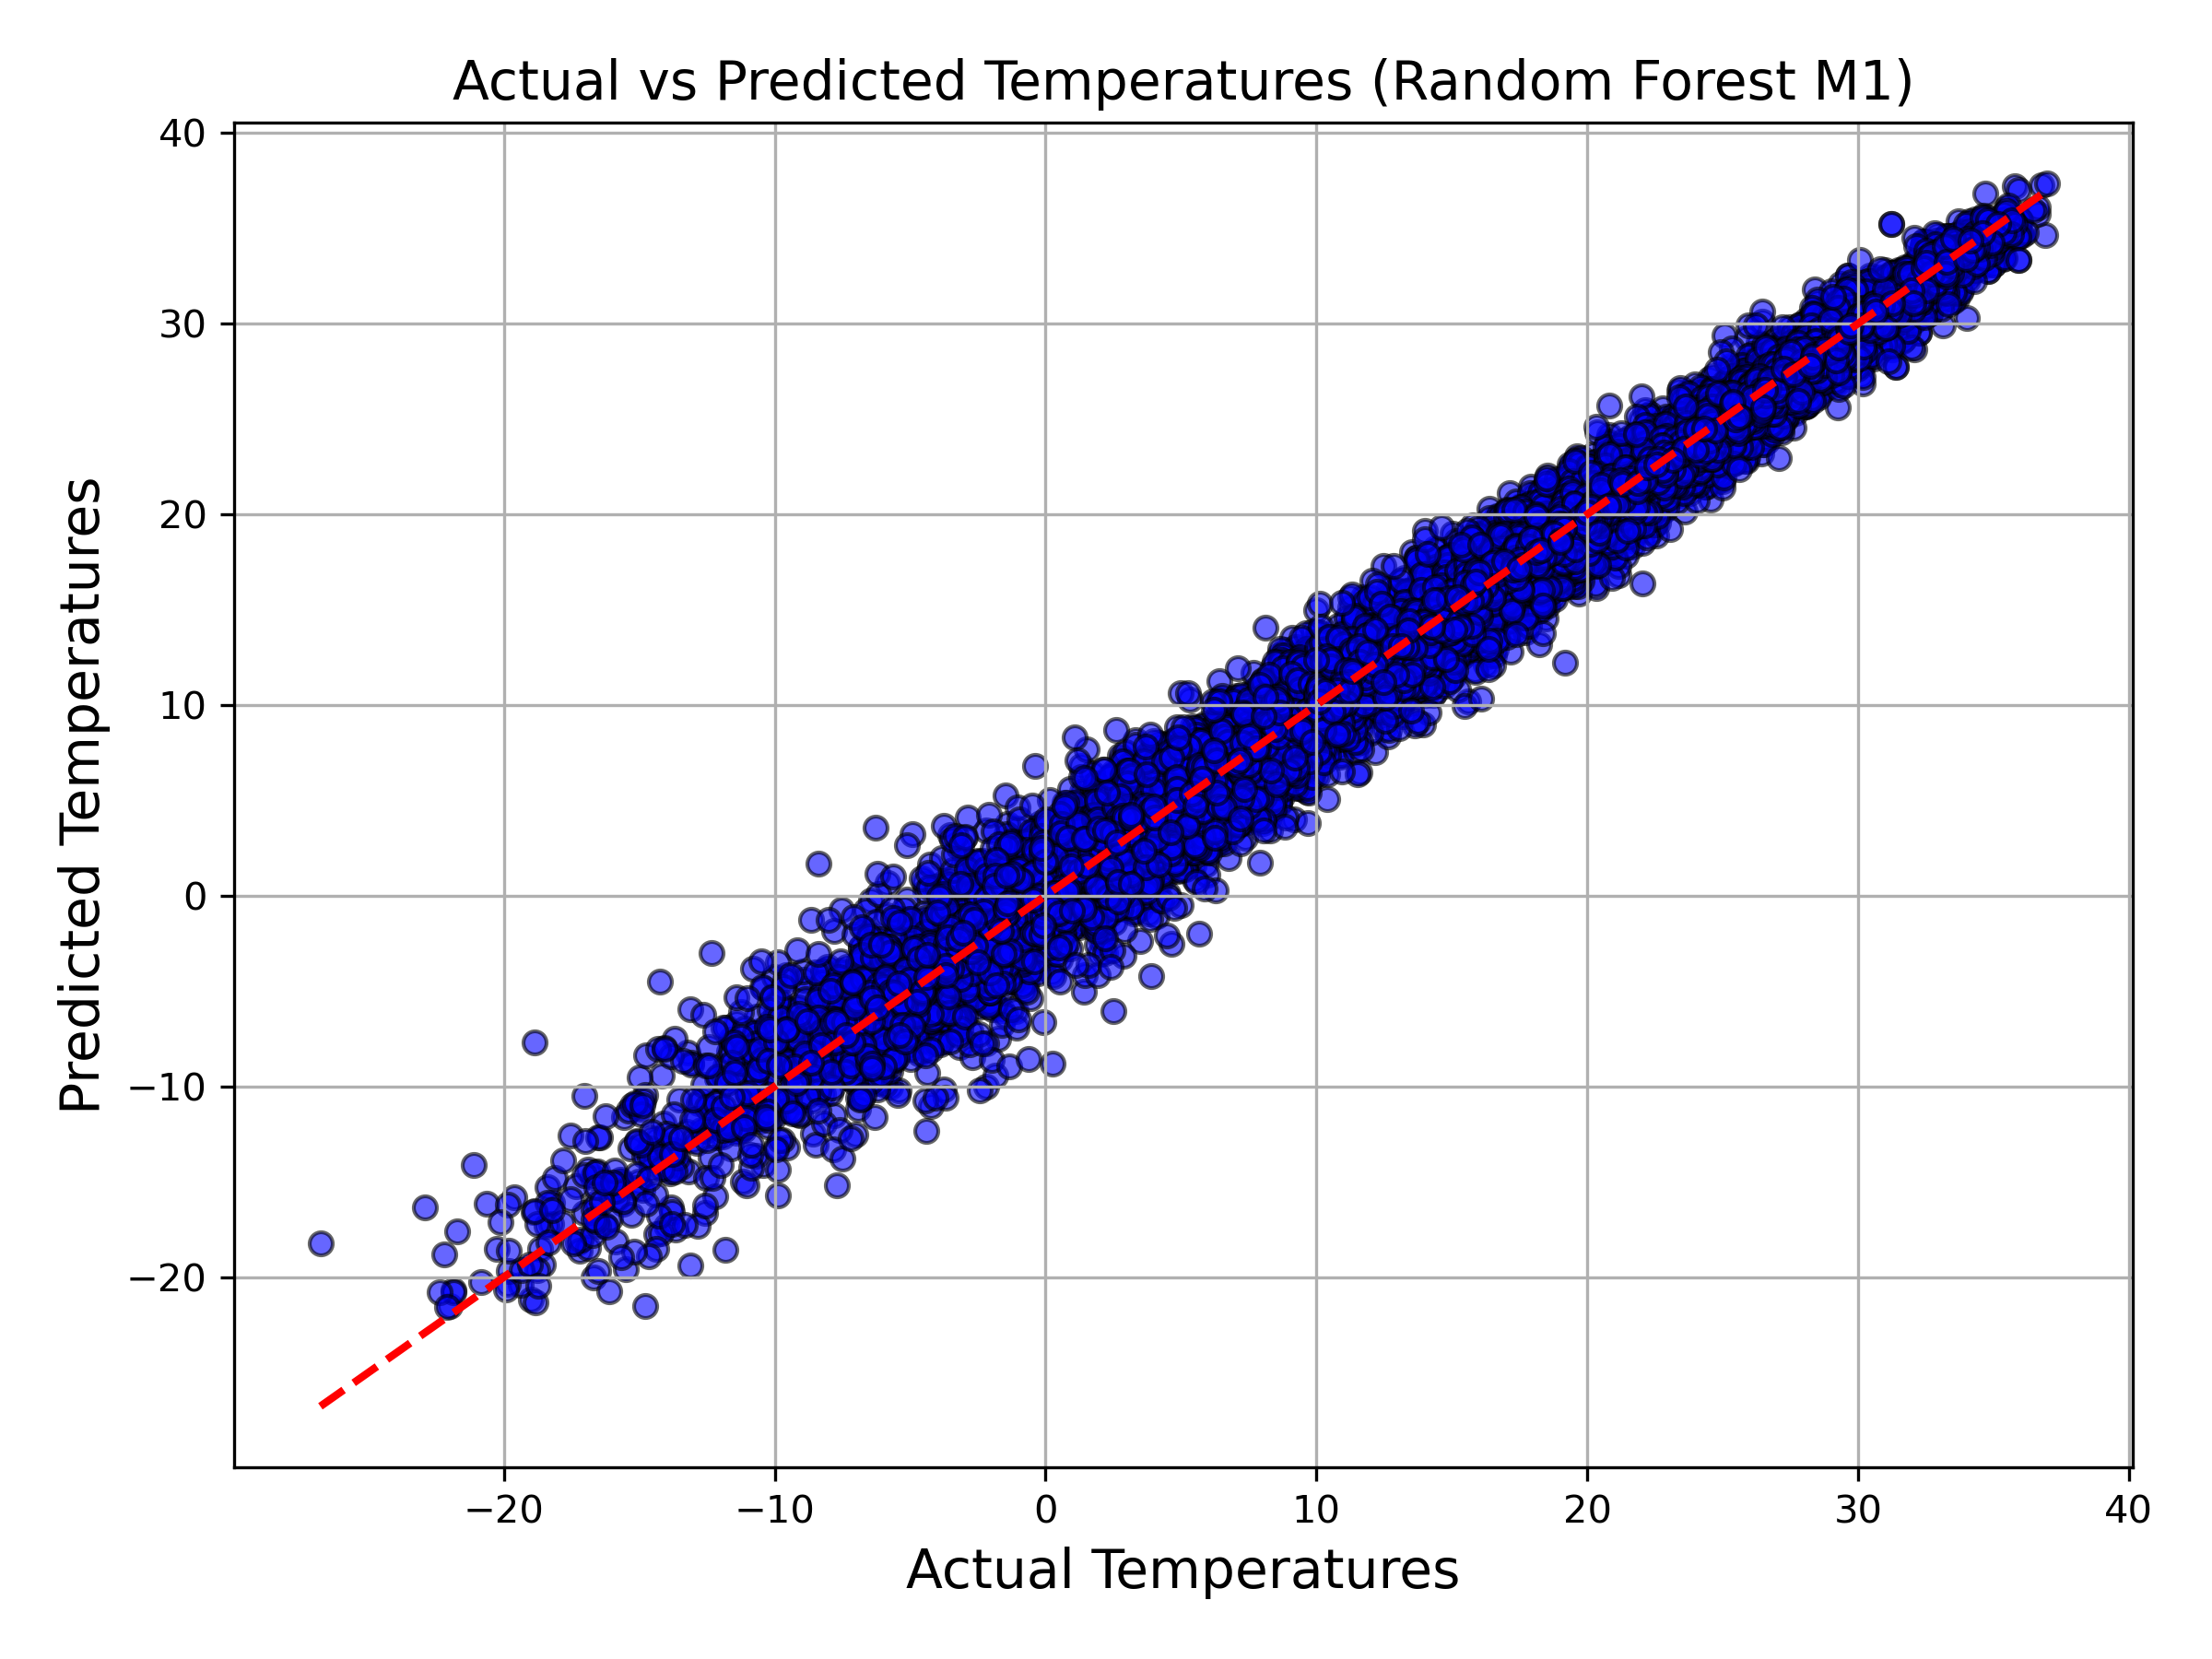 Actual vs Predicted Temperatures (Random Forest M1)
Predicted Temperatures
40
30
20
10
0
−10
−20
−20 −10 0 10 20 30 40
Actual Temperatures